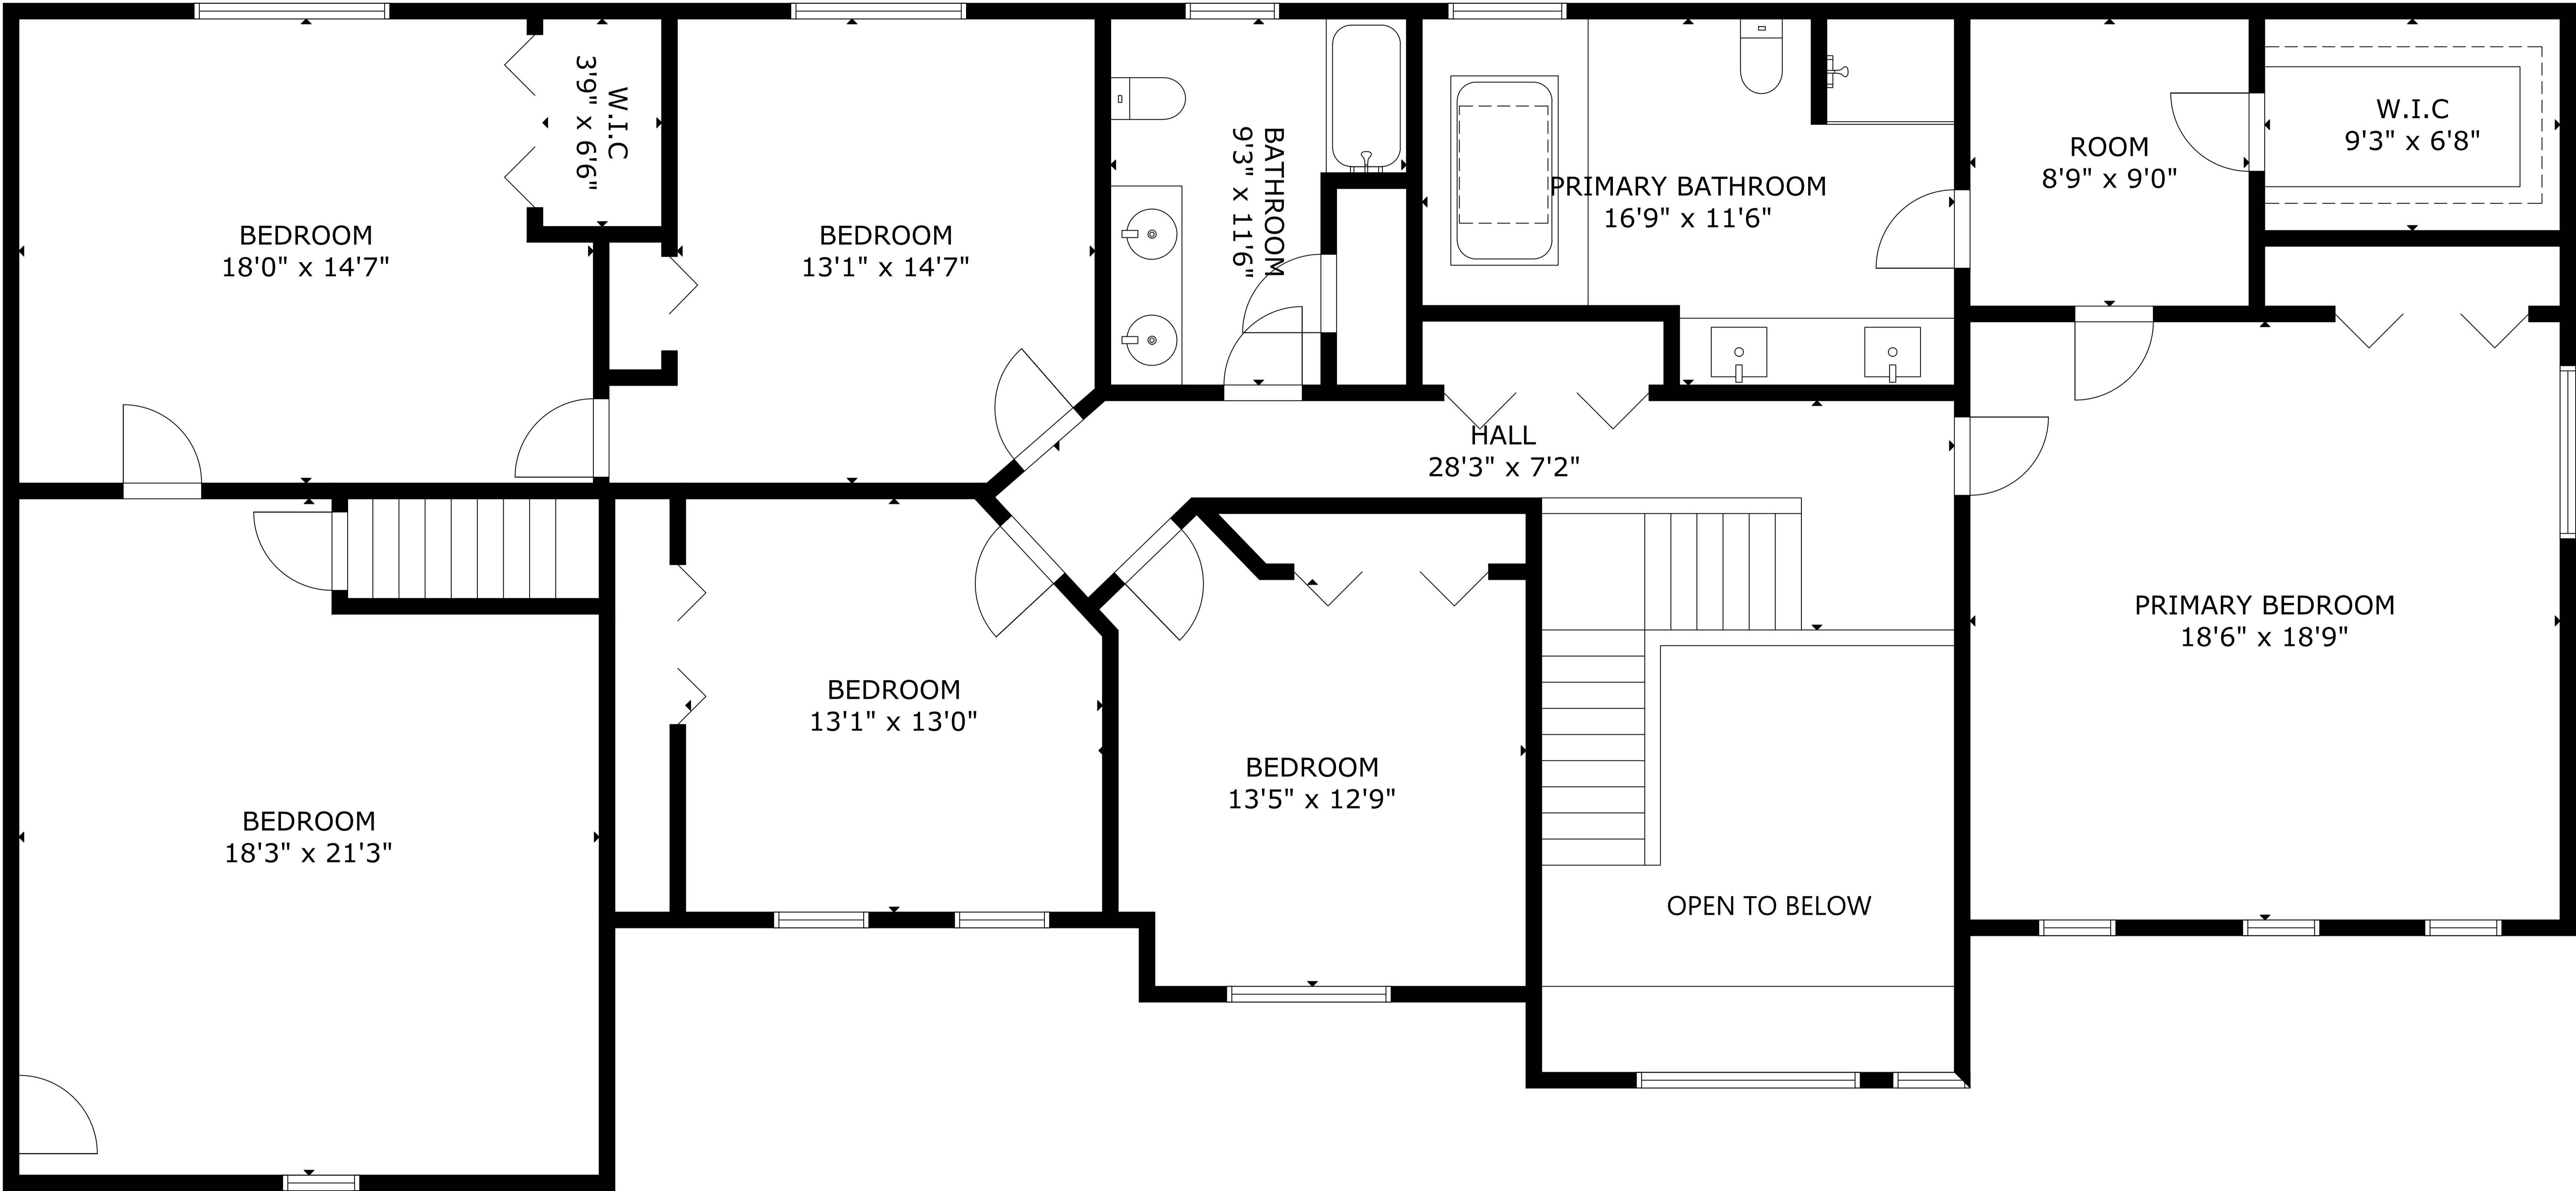 W.I.C
3'9" x 6'6"
BEDROOM
18'0" x 14'7"
BEDROOM
13'1" x 14'7"
BATHROOM
9'3" x 11'6"
PRIMARY BATHROOM
16'9" x 11'6"
ROOM
8'9" x 9'0"
W.I.C
9'3" x 6'8"
HALL
28'3" x 7'2"
PRIMARY BEDROOM
18'6" x 18'9"
BEDROOM
13'1" x 13'0"
BEDROOM
13'5" x 12'9"
BEDROOM
18'3" x 21'3"
OPEN TO BELOW